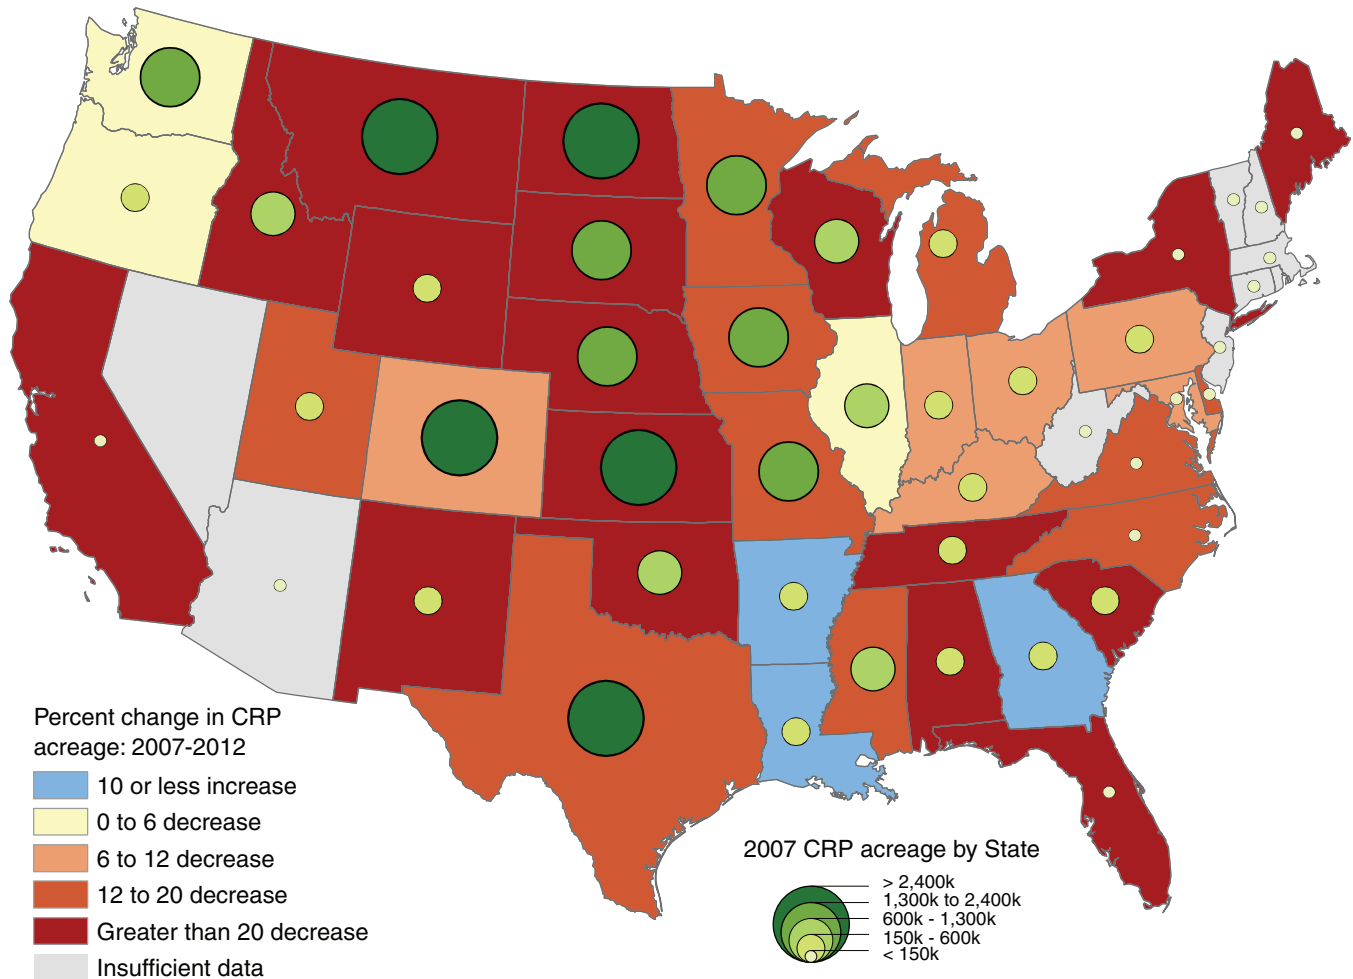 Percent change in CRP
acreage: 2007-2012
10 or less increase
0 to 6 decrease
6 to 12 decrease
12 to 20 decrease
Greater than 20 decrease
Insufficient data
2007 CRP acreage by State
> 2,400k
1,300k to 2,400k
600k - 1,300k
150k - 600k
< 150k